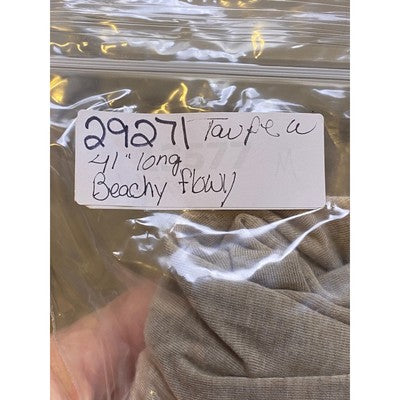 29271 Taupe
41" long
Beachy flowy
M